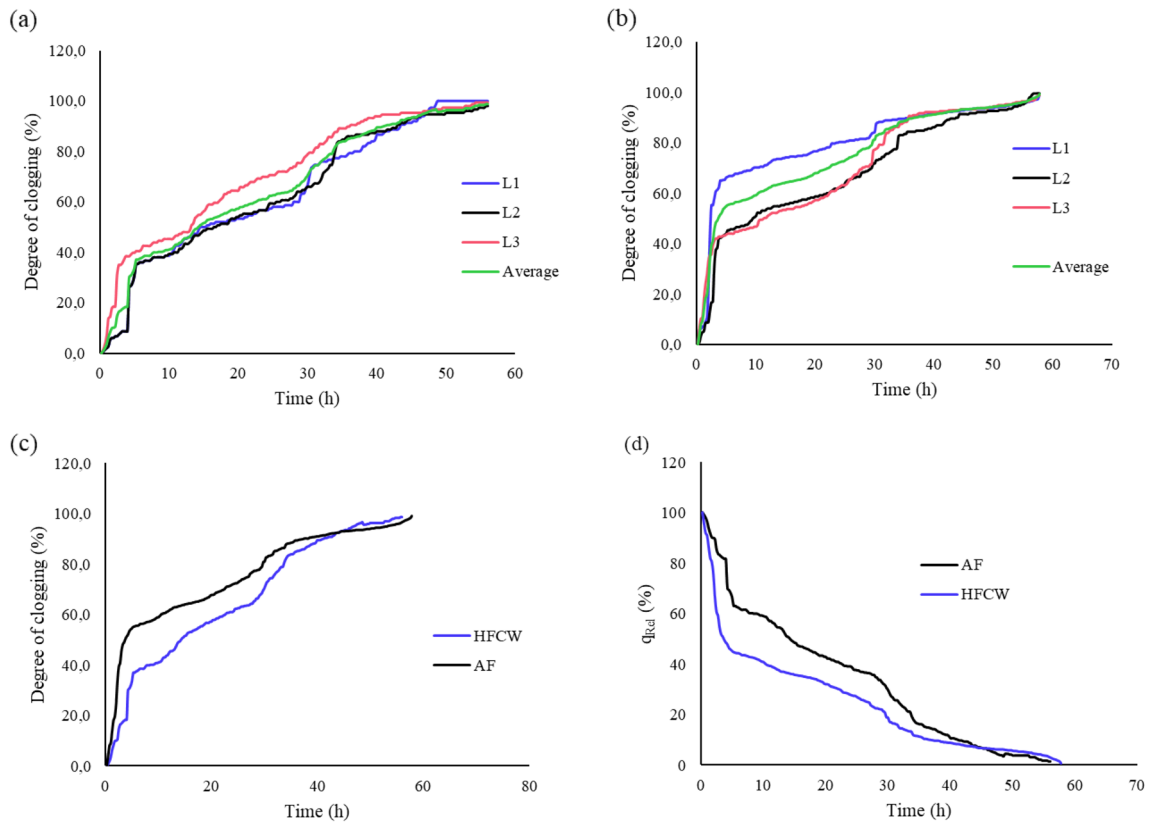 (a)
120,0
100,0
80,0
60,0
40,0
20,0
0,0
Degree of clogging (%)
0 10 20 30 40 50 60
Time (h)
L1
L2
L3
Average
(b)
120,0
100,0
80,0
60,0
40,0
20,0
0,0
Degree of clogging (%)
0 10 20 30 40 50 60 70
Time (h)
L1
L2
L3
Average
(c)
120,0
100,0
80,0
60,0
40,0
20,0
0,0
Degree of clogging (%)
0 20 40 60 80
Time (h)
HFCW
AF
(d)
120
100
80
60
40
20
0
qRel (%)
0 10 20 30 40 50 60 70
Time (h)
AF
HFCW